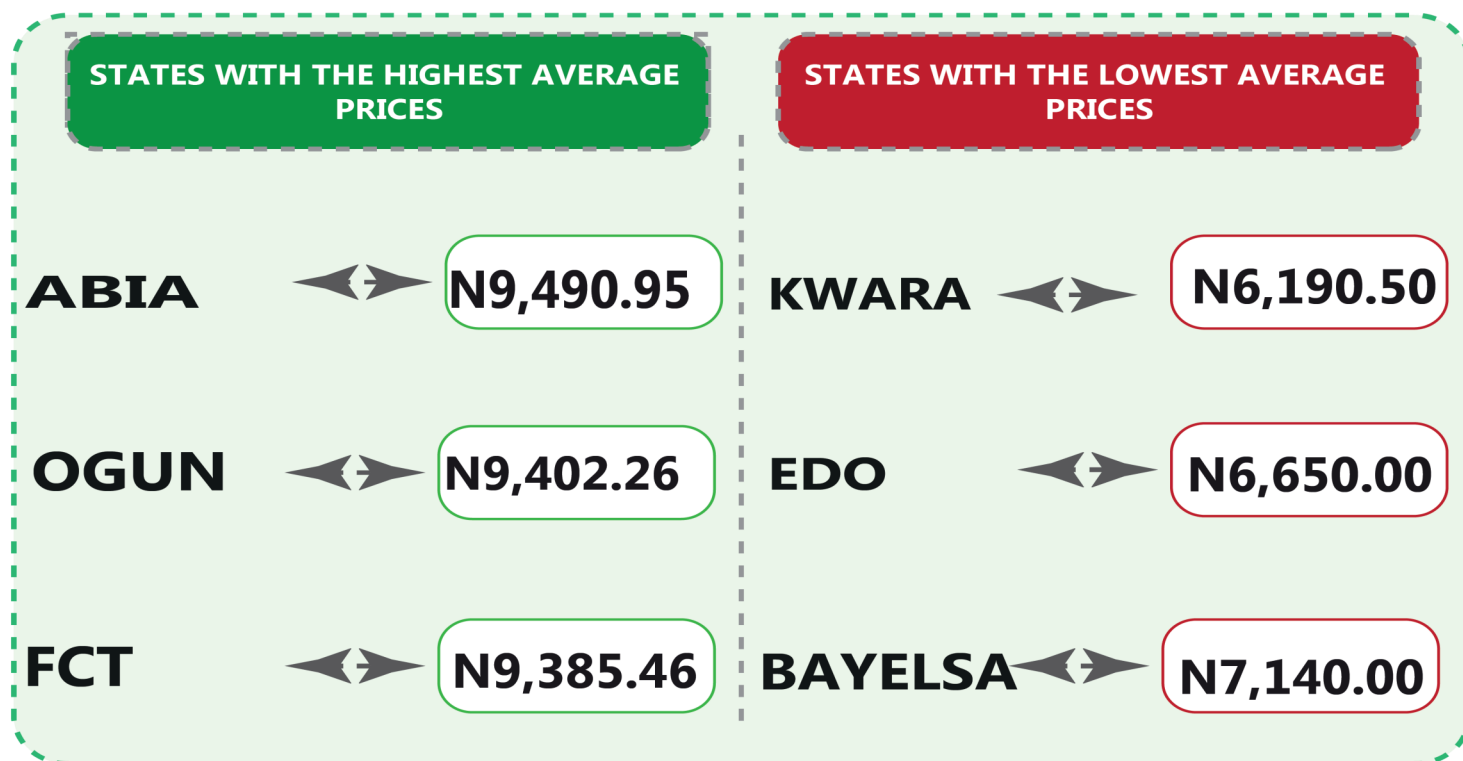 STATES WITH THE HIGHEST AVERAGE
PRICES
ABIA N9,490.95
OGUN N9,402.26
FCT N9,385.46
STATES WITH THE LOWEST AVERAGE
PRICES
KWARA N6,190.50
EDO N6,650.00
BAYELSA N7,140.00